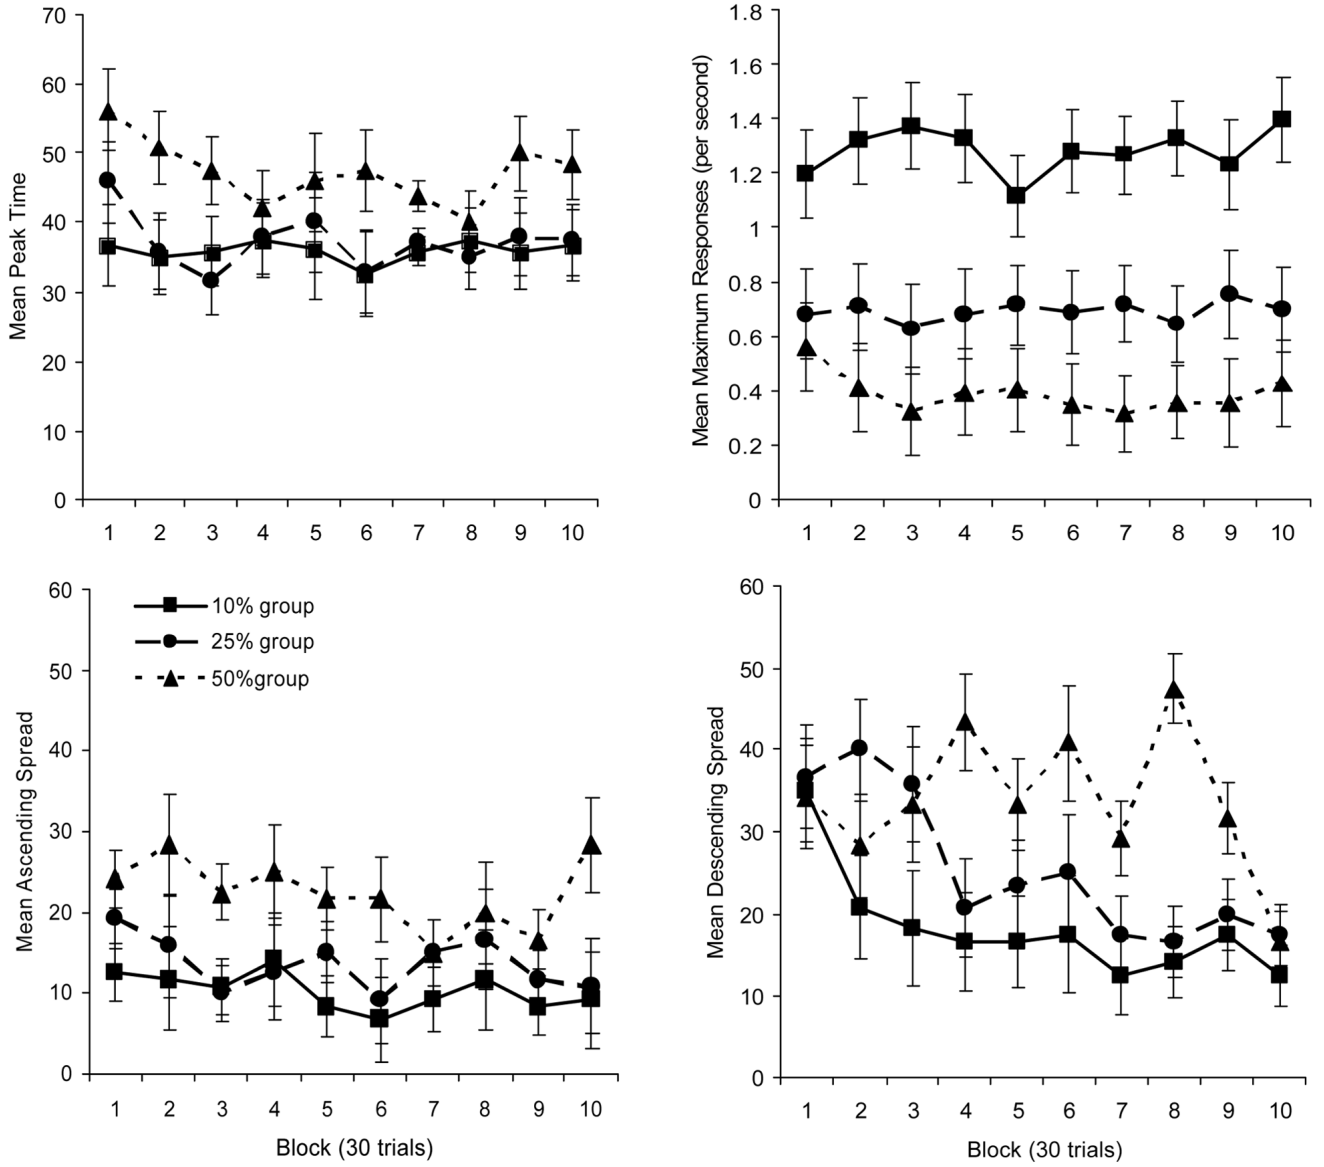 70
60
50
40
30
20
10
0
Mean Peak Time
1 2 3 4 5 6 7 8 9 10
1.8
1.6
1.4
1.2
1
0.8
0.6
0.4
0.2
0
Mean Maximum Responses (per second)
1 2 3 4 5 6 7 8 9 10
60
50
40
30
20
10
0
Mean Ascending Spread
10% group
25% group
50%group
1 2 3 4 5 6 7 8 9 10
Block (30 trials)
60
50
40
30
20
10
0
Mean Descending Spread
1 2 3 4 5 6 7 8 9 10
Block (30 trials)